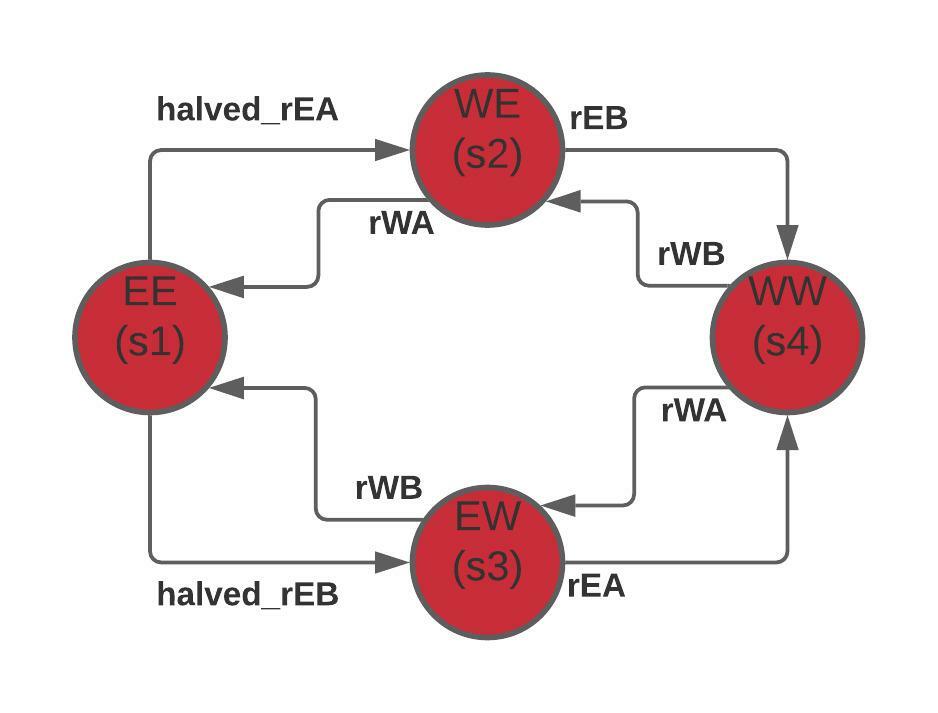 halved_rEA
WE
(s2)
rEB
rWA
rWB
EE
(s1)
WW
(s4)
rWA
rWB
EW
(s3)
halved_rEB
rEA